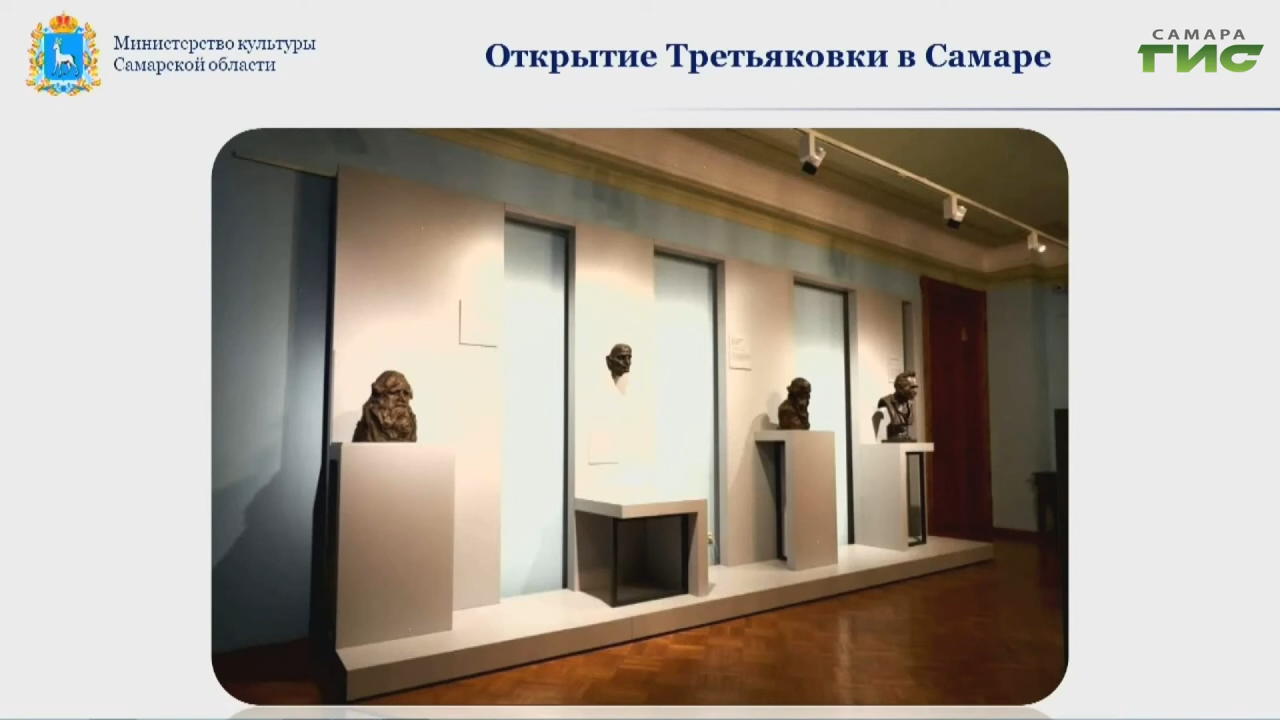 Министерство культуры
Самарской области
Открытие Третьяковки в Самаре
САМАРА
ГИС